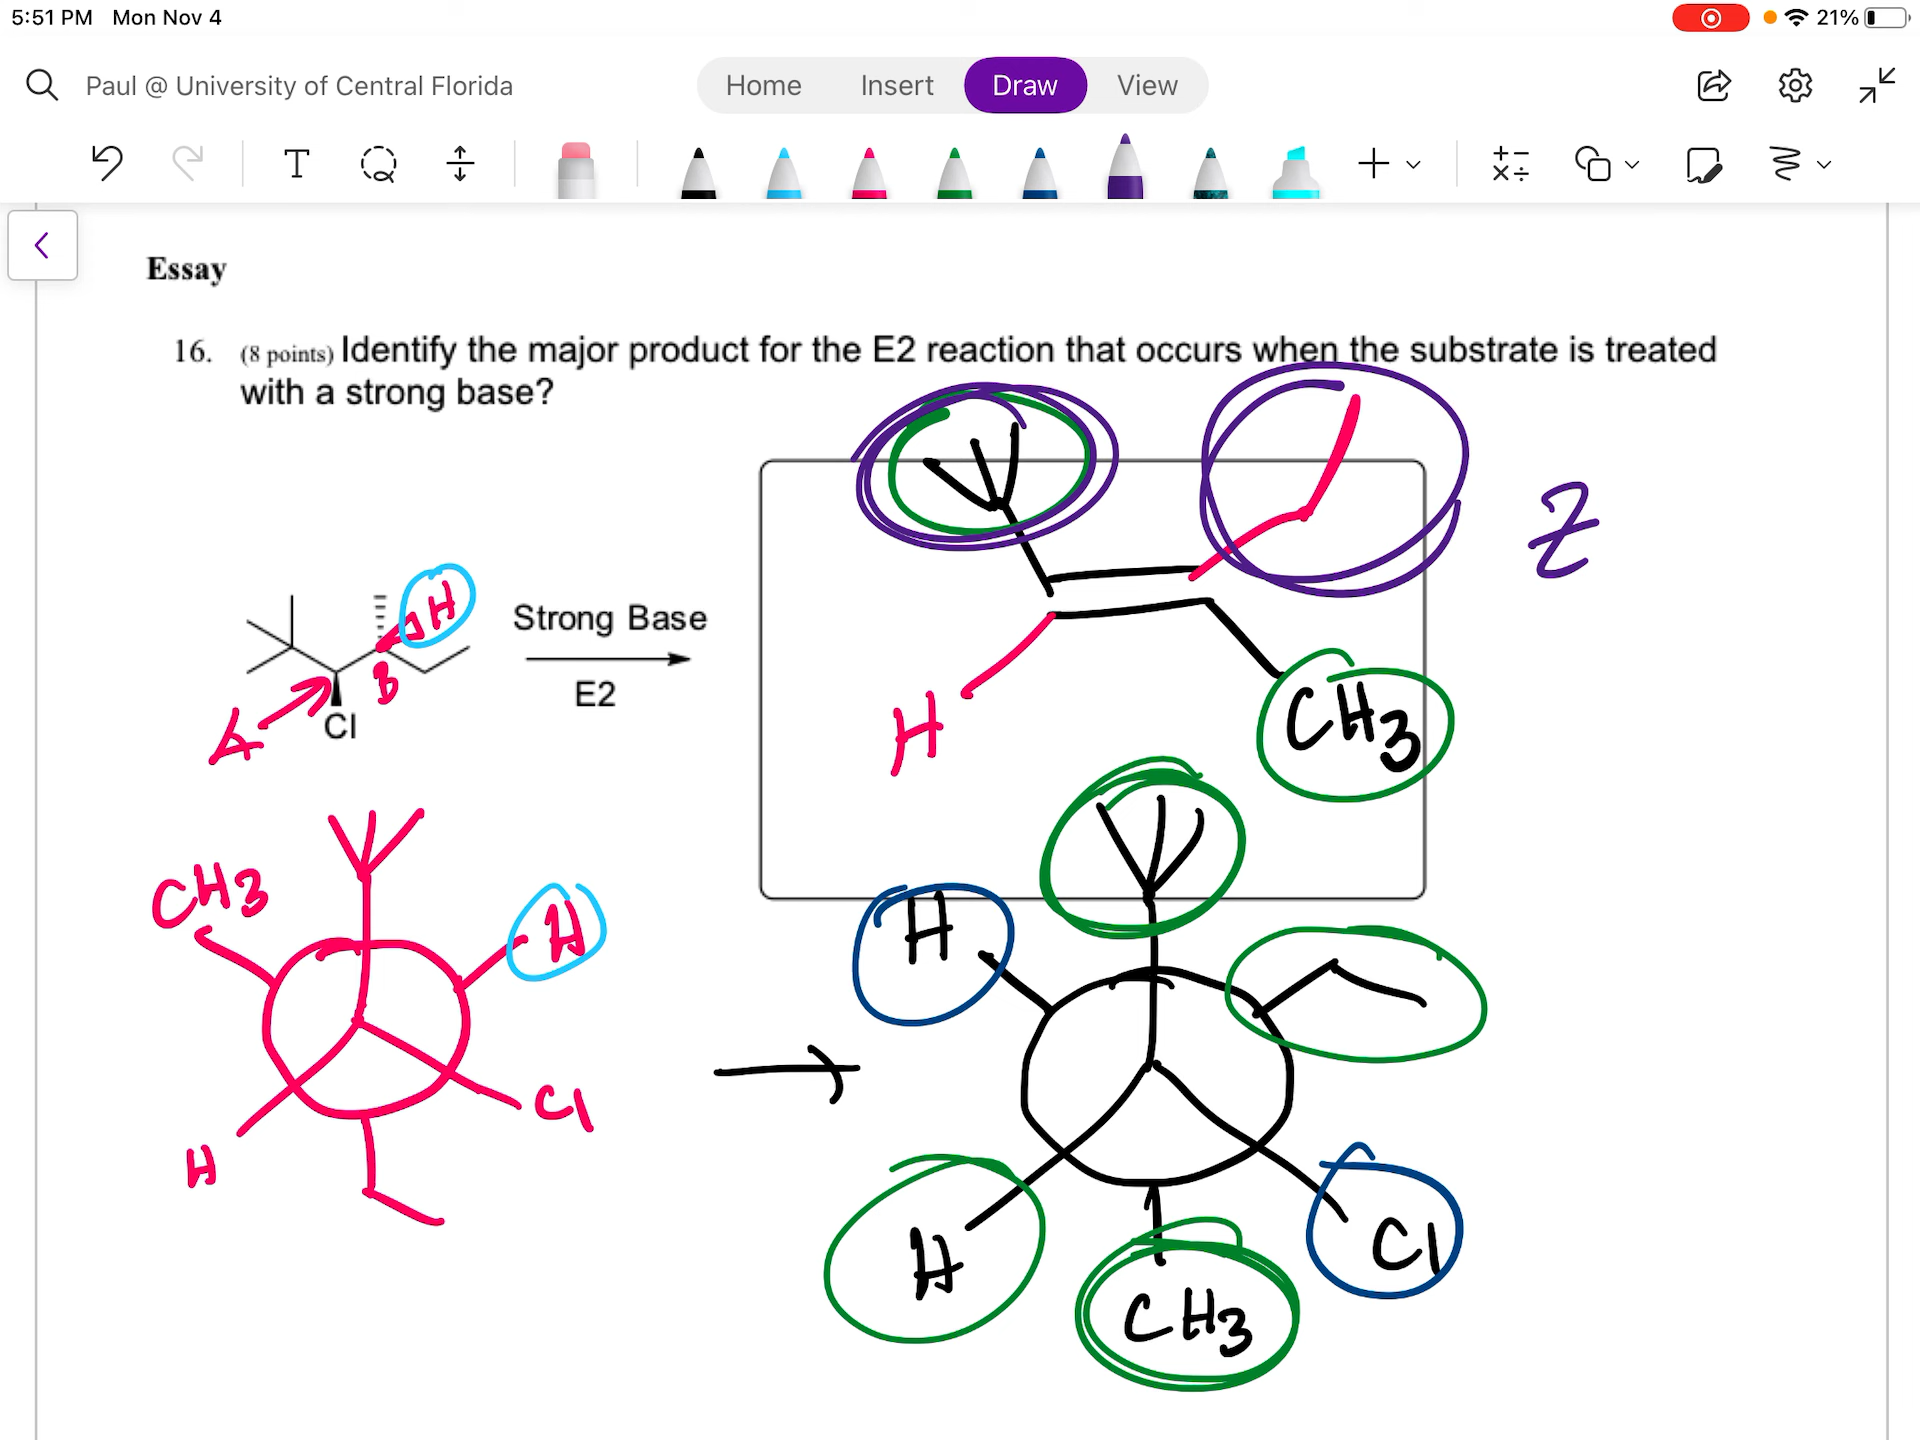 5:51 PM Mon Nov 4
21%
Paul @ University of Central Florida
Home Insert Draw View
T
Essay
16. (8 points) Identify the major product for the E2 reaction that occurs when the substrate is treated
with a strong base?
Z
H
Strong Base
E2
B
A
Cl
H
CH3
CH3
H
H
Cl
H
H
Cl
H
CH3